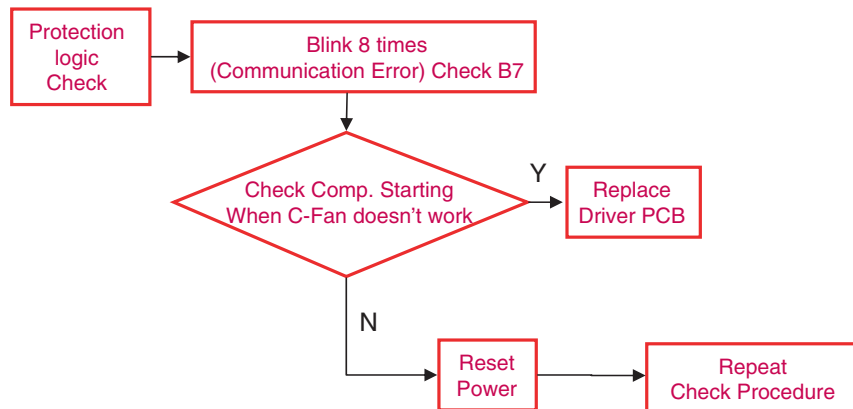 Protection
logic
Check
Blink 8 times
(Communication Error) Check B7
Check Comp. Starting
When C-Fan doesn't work
Y
Replace
Driver PCB
N
Reset
Power
Repeat
Check Procedure